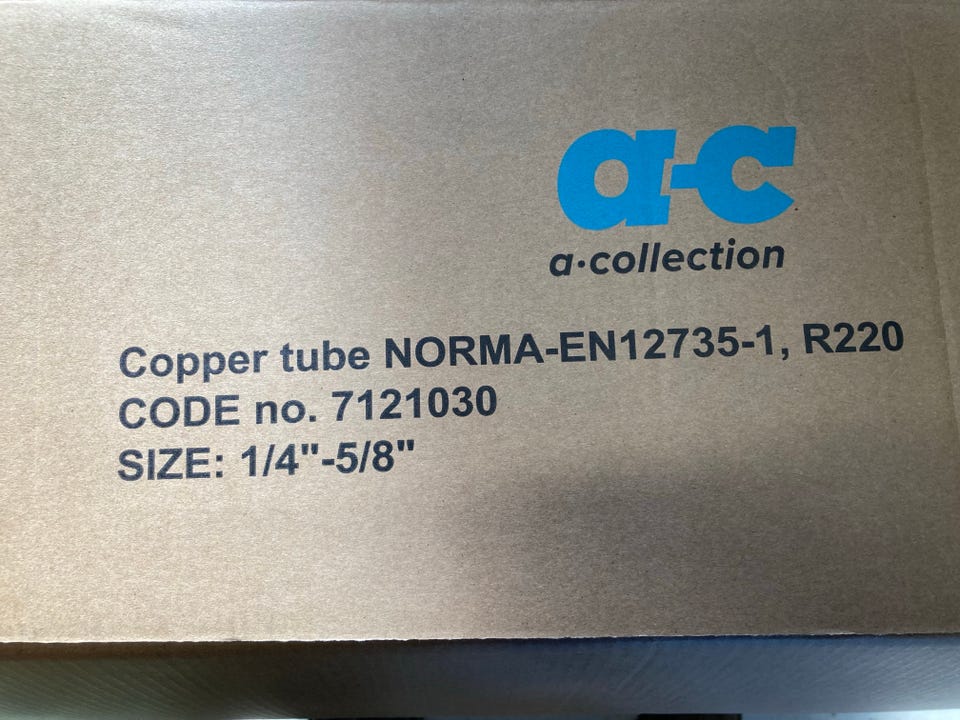 a-c
a·collection
Copper tube NORMA-EN12735-1, R220
CODE no. 7121030
SIZE: 1/4"-5/8"